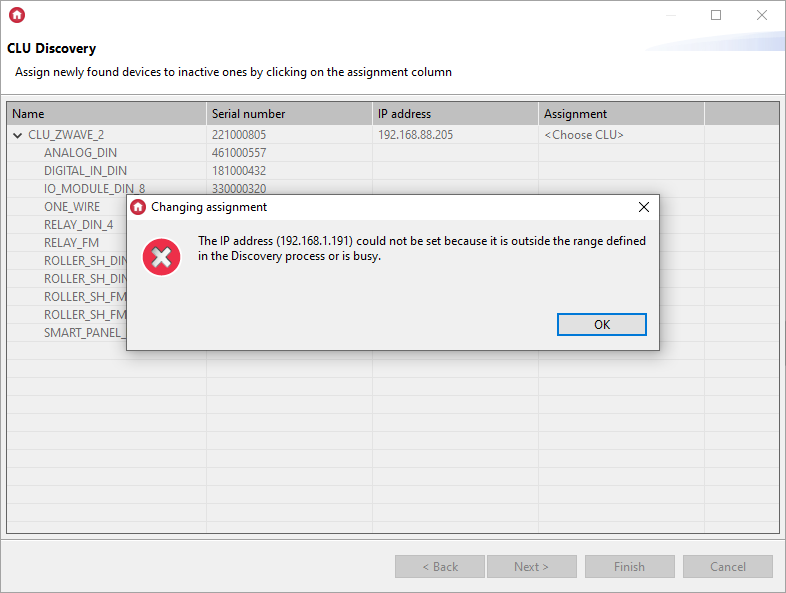 CLU Discovery
Assign newly found devices to inactive ones by clicking on the assignment column
Name Serial number IP address Assignment
CLU_ZWAVE_2 221000805 192.168.88.205 <Choose CLU>
ANALOG_DIN 461000557
DIGITAL_IN_DIN 181000432
IO_MODULE_DIN_8 330000320
ONE_WIRE
RELAY_DIN_4
RELAY_FM
ROLLER_SH_DIN
ROLLER_SH_DIN
ROLLER_SH_FM
ROLLER_SH_FM
SMART_PANEL_
Changing assignment
The IP address (192.168.1.191) could not be set because it is outside the range defined
in the Discovery process or is busy.
OK
< Back Next > Finish Cancel